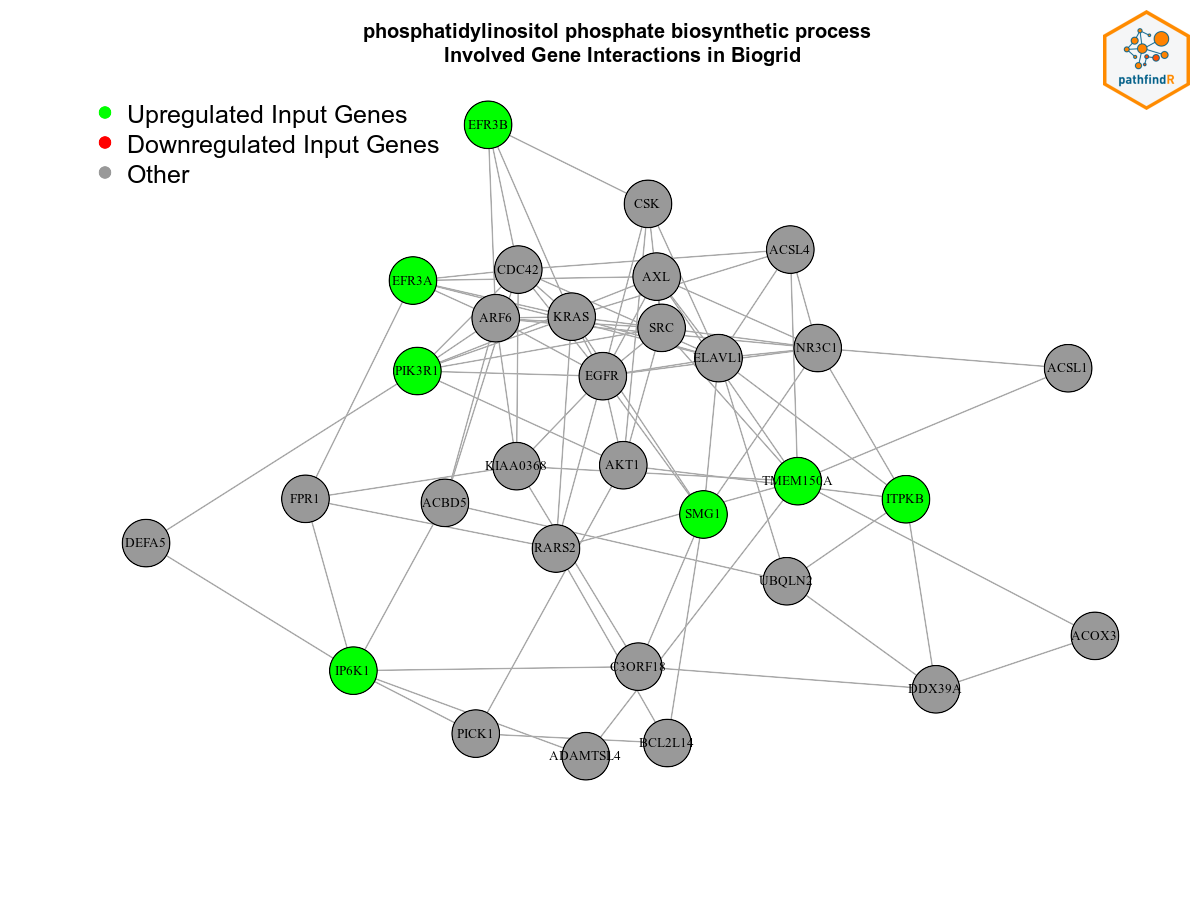 phosphatidylinositol phosphate biosynthetic process
Involved Gene Interactions in Biogrid
pathfindR
Upregulated Input Genes
Downregulated Input Genes
Other
EFR3B
CSK
ACSL4
CDC42
AXL
EFR3A
ARF6
KRAS
SRC
NR3C1
ELAVL1
ACSL1
PIK3R1
EGFR
KIAA0368
AKT1
TMEM150A
FPR1
ACBD5
ITPKB
SMG1
DEFA5
RARS2
UBQLN2
ACOX3
IP6K1
C3ORF18
DDX39A
PICK1
BCL2L14
ADAMTSL4